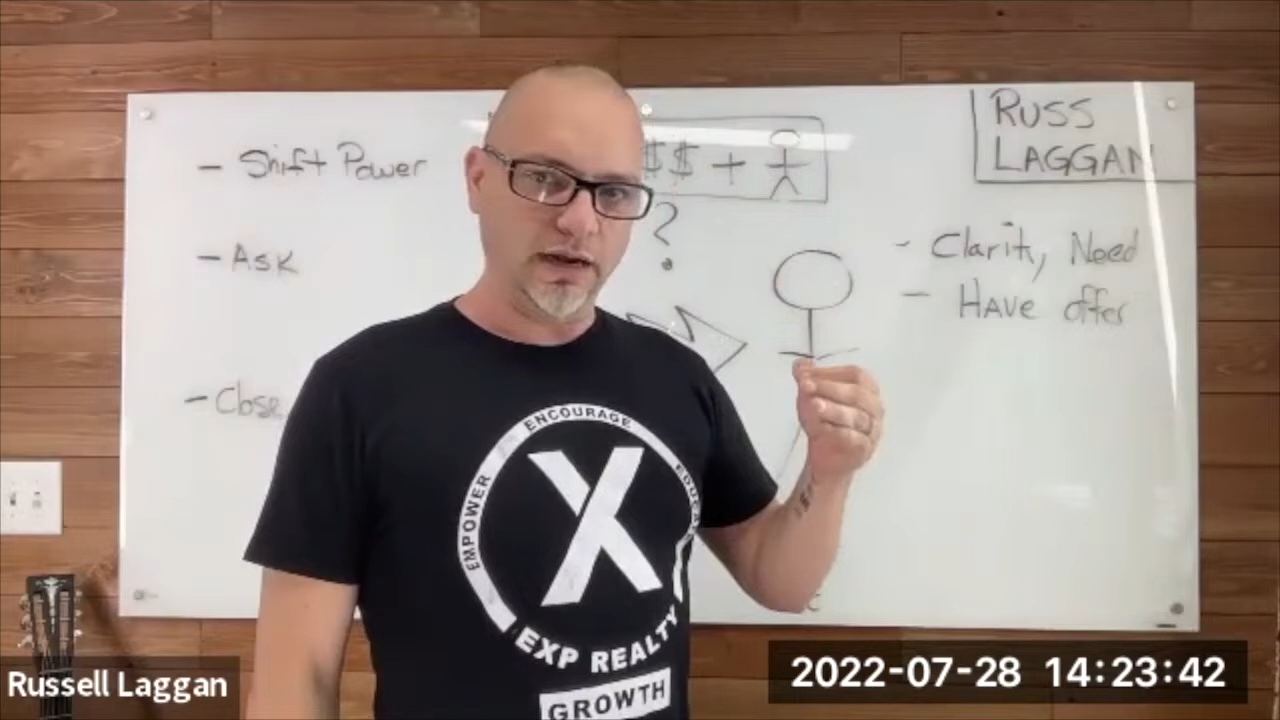 - Shift Power
- Ask
- Close
$$ +
?
RUSS
LAGGAN
- Clarity, Need
- HAVE offer
ENCOURAGE
EMPOWER
X
EXP REALTY
GROWTH
Russell Laggan
2022-07-28 14:23:42